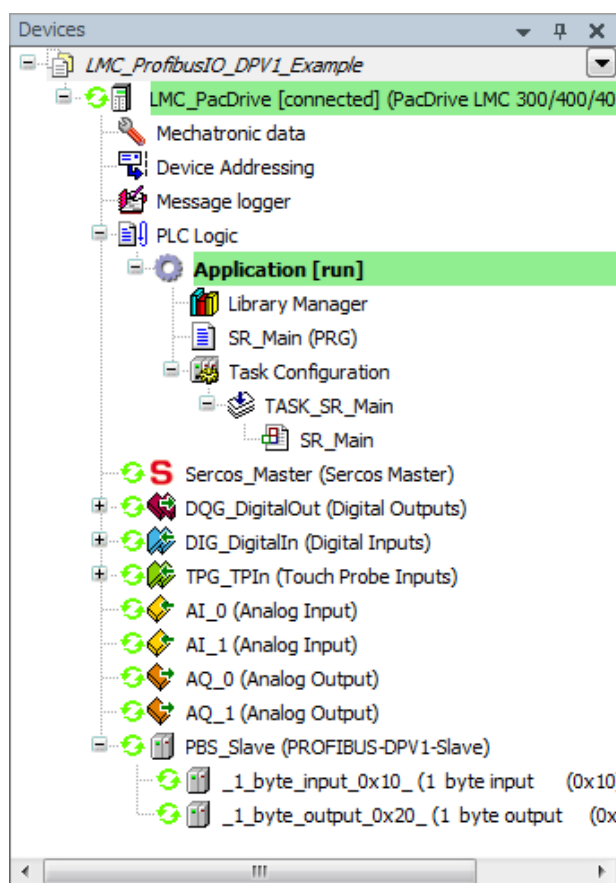 Devices
LMC_ProfibusIO_DPV1_Example
LMC_PacDrive [connected] (PacDrive LMC 300/400/40
Mechatronic data
Device Addressing
Message logger
PLC Logic
Application [run]
Library Manager
SR_Main (PRG)
Task Configuration
TASK_SR_Main
SR_Main
S Sercos_Master (Sercos Master)
DQG_DigitalOut (Digital Outputs)
DIG_DigitalIn (Digital Inputs)
TPG_TPIn (Touch Probe Inputs)
AI_0 (Analog Input)
AI_1 (Analog Input)
AQ_0 (Analog Output)
AQ_1 (Analog Output)
PBS_Slave (PROFIBUS-DPV1-Slave)
_1_byte_input_0x10_ (1 byte input (0x10
_1_byte_output_0x20_ (1 byte output (0x